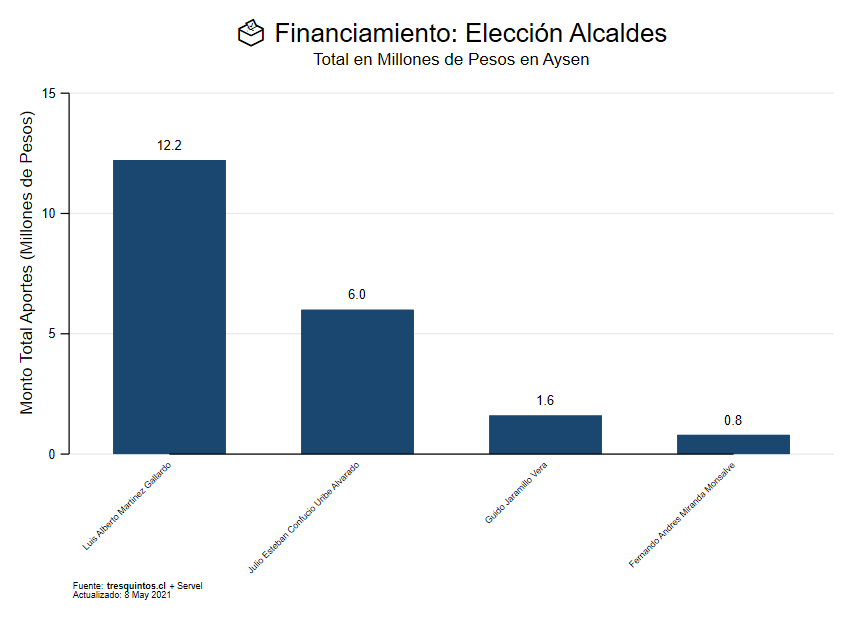 Financiamiento: Elección Alcaldes
Total en Millones de Pesos en Aysen
Monto Total Aportes (Millones de Pesos)
15
10
5
0
12.2
6.0
1.6
0.8
Luis Alberto Martinez Gallardo
Julio Esteban Confucio Uribe Alvarado
Guido Jaramillo Vera
Fernando Andres Miranda Monsalve
Fuente: tresquintos.cl + Servel
Actualizado: 8 May 2021